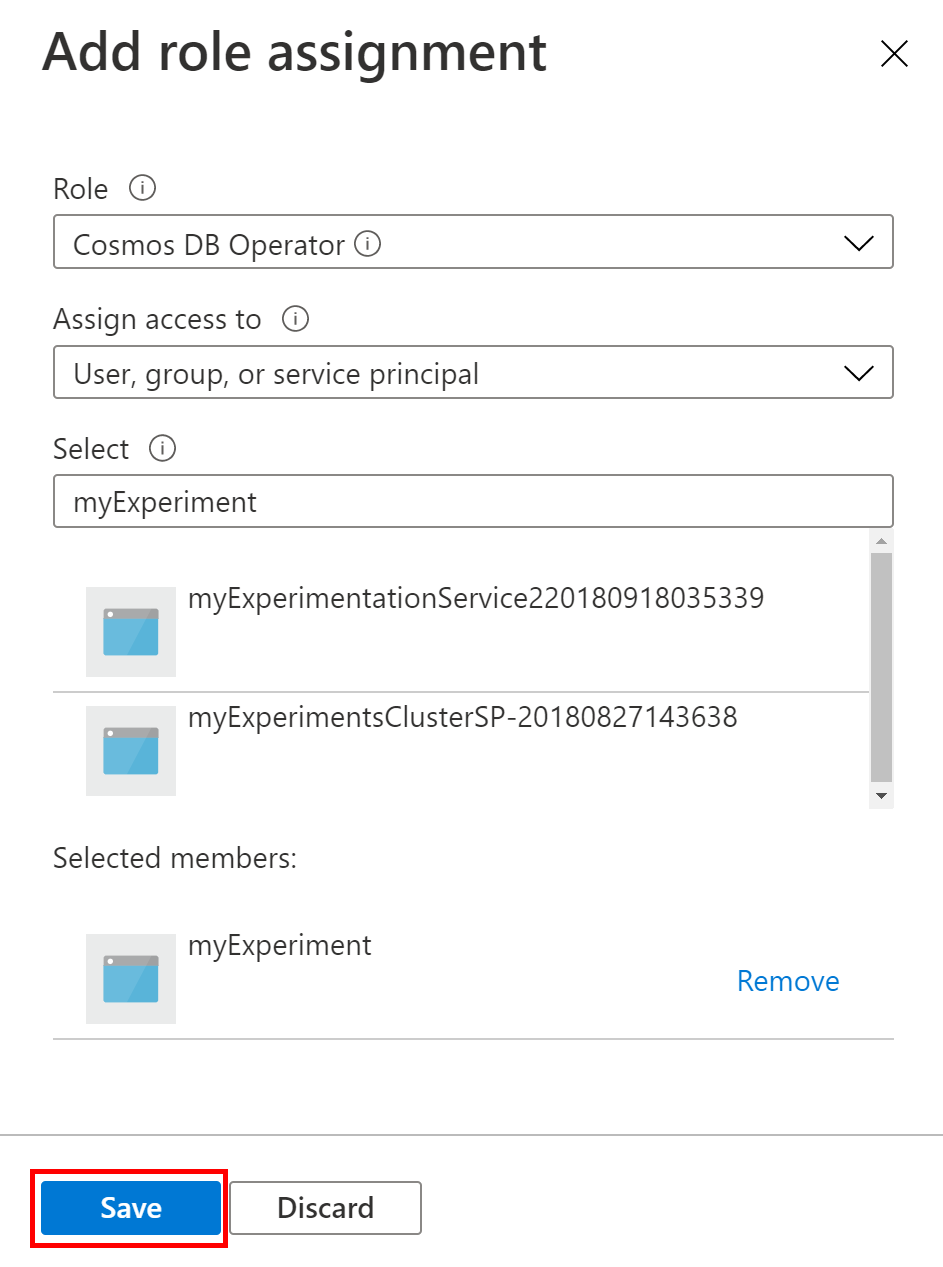 Add role assignment
Role
Cosmos DB Operator
Assign access to
User, group, or service principal
Select
myExperiment
myExperimentationService220180918035339
myExperimentsClusterSP-20180827143638
Selected members:
myExperiment
Remove
Save Discard